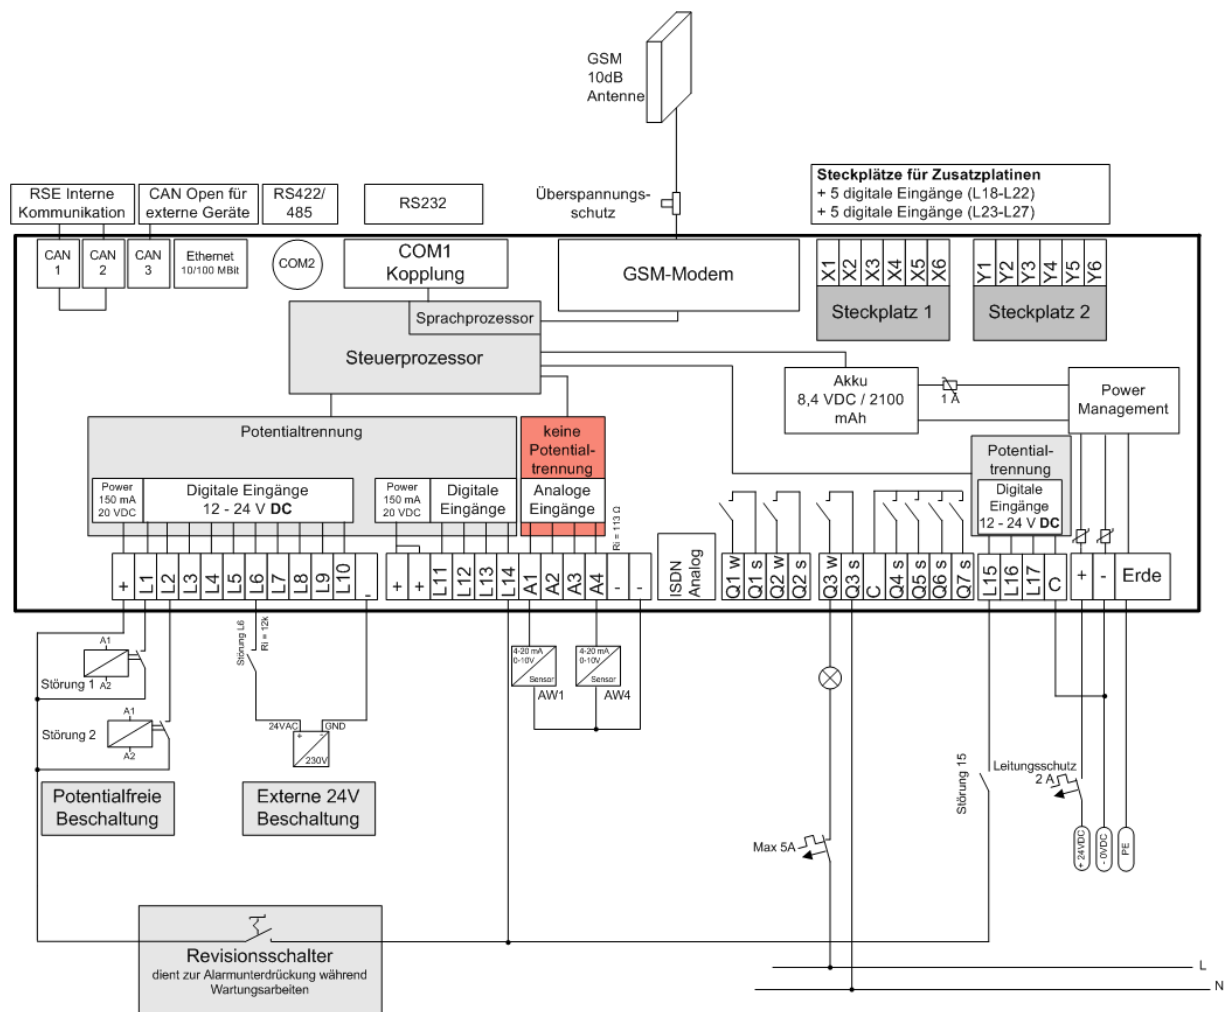 GSM
10dB
Antenne
Überspannungs-
schutz
Steckplätze für Zusatzplatinen
+ 5 digitale Eingänge (L18-L22)
+ 5 digitale Eingänge (L23-L27)
RSE Interne
Kommunikation
CAN Open für
externe Geräte
RS422/
485
RS232
CAN
1
CAN
2
CAN
3
Ethernet
10/100 MBit
COM2
COM1
Kopplung
GSM-Modem
X1
X2
X3
X4
X5
X6
Steckplatz 1
Y1
Y2
Y3
Y4
Y5
Y6
Steckplatz 2
Sprachprozessor
Steuerprozessor
Akku
8,4 VDC / 2100
mAh
1 A
Power
Management
Potentialtrennung
keine
Potential-
trennung
Potential-
trennung
Power
150 mA
20 VDC
Digitale Eingänge
12 - 24 V DC
Power
150 mA
20 VDC
Digitale
Eingänge
Analoge
Eingänge
Ri = 113 Ω
Digitale
Eingänge
12 - 24 V DC
+
L1
L2
L3
L4
L5
L6
L7
L8
L9
L10
-
+
+
L11
L12
L13
L14
A1
A2
A3
A4
-
-
ISDN
Analog
Q1 w
Q1 s
Q2 w
Q2 s
Q3 w
Q3 s
C
Q4 s
Q5 s
Q6 s
Q7 s
L15
L16
L17
C
+
-
Erde
A1
A2
Störung 1
A1
A2
Störung 2
Störung L6
Ri = 12k
24VAC
GND
+
-
230V
4-20 mA
0-10V
Sensor
AW1
4-20 mA
0-10V
Sensor
AW4
Potentialfreie
Beschaltung
Externe 24V
Beschaltung
Störung 15
Leitungsschutz
2 A
Max 5A
+ 24VDC
- 0VDC
PE
Revisionsschalter
dient zur Alarmunterdrückung während
Wartungsarbeiten
L
N